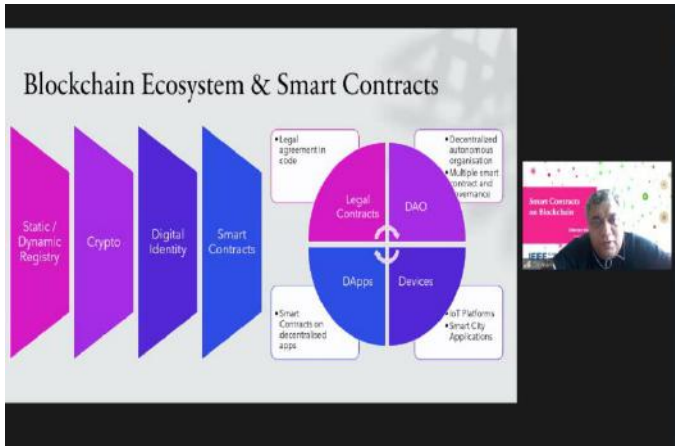 Blockchain Ecosystem & Smart Contracts
Static /
Dynamic
Registry
Crypto
Digital
Identity
Smart
Contracts
•Legal
agreement in
code
•Decentralized
autonomous
organisation
•Multiple smart
contract and
governance
Legal
Contracts
DAO
DApps
Devices
•Smart
Contracts on
decentralised
apps
•IoT Platforms
•Smart City
Applications
Smart Contracts
on Blockchain
IEEE